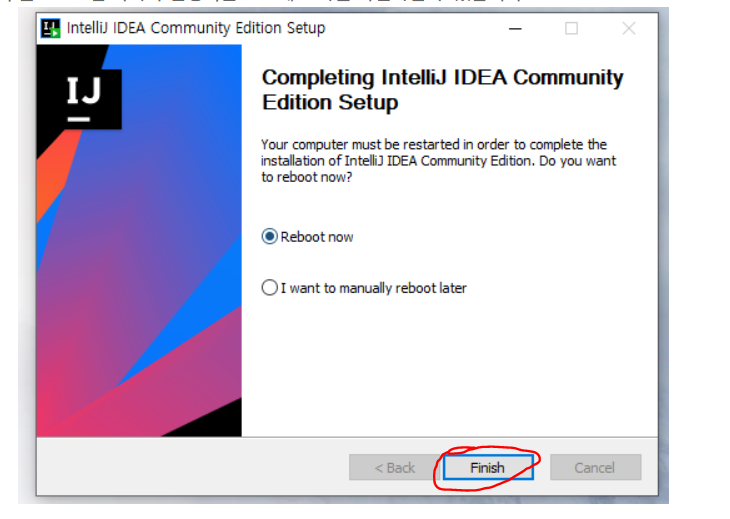 IntelliJ IDEA Community Edition Setup
IJ
Completing IntelliJ IDEA Community
Edition Setup
Your computer must be restarted in order to complete the
installation of IntelliJ IDEA Community Edition. Do you want
to reboot now?
Reboot now
I want to manually reboot later
< Back
Finish
Cancel